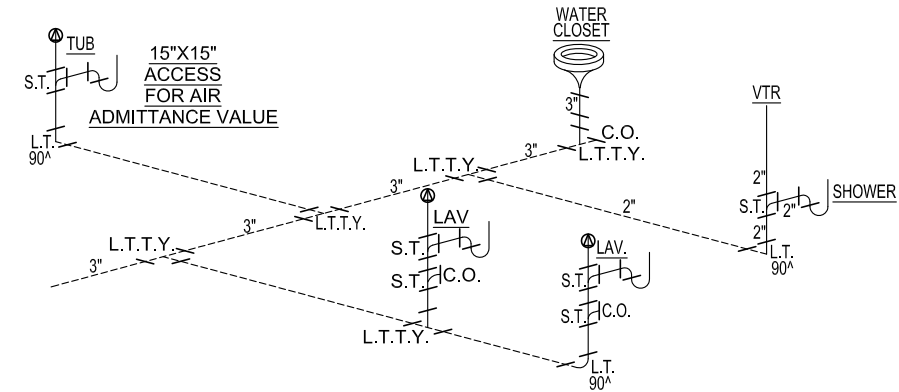 WATER
CLOSET
TUB
15"X15"
ACCESS
FOR AIR
ADMITTANCE VALUE
S.T.
VTR
3"
C.O.
L.T.T.Y.
3"
L.T.
90^
L.T.T.Y.
2"
S.T.
2"
SHOWER
3"
2"
2"
L.T.T.Y.
LAV
3"
L.T.T.Y.
S.T.
LAV.
L.T.
90^
3"
S.T.
C.O.
S.T.
S.T.
C.O.
L.T.T.Y.
L.T.
90^